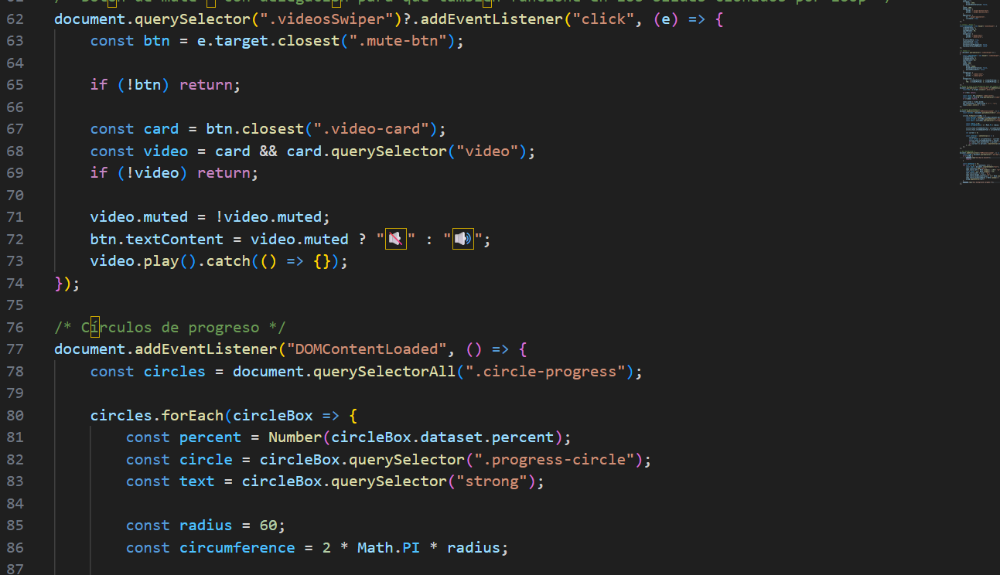 62 document.querySelector(".videosSwiper")?.addEventListener("click", (e) => {
63 const btn = e.target.closest(".mute-btn");
64
65 if (!btn) return;
66
67 const card = btn.closest(".video-card");
68 const video = card && card.querySelector("video");
69 if (!video) return;
70
71 video.muted = !video.muted;
72 btn.textContent = video.muted ? "🔇" : "🔊";
73 video.play().catch(() => {});
74 });
75
76 /* Círculos de progreso */
77 document.addEventListener("DOMContentLoaded", () => {
78 const circles = document.querySelectorAll(".circle-progress");
79
80 circles.forEach(circleBox => {
81 const percent = Number(circleBox.dataset.percent);
82 const circle = circleBox.querySelector(".progress-circle");
83 const text = circleBox.querySelector("strong");
84
85 const radius = 60;
86 const circumference = 2 * Math.PI * radius;
87